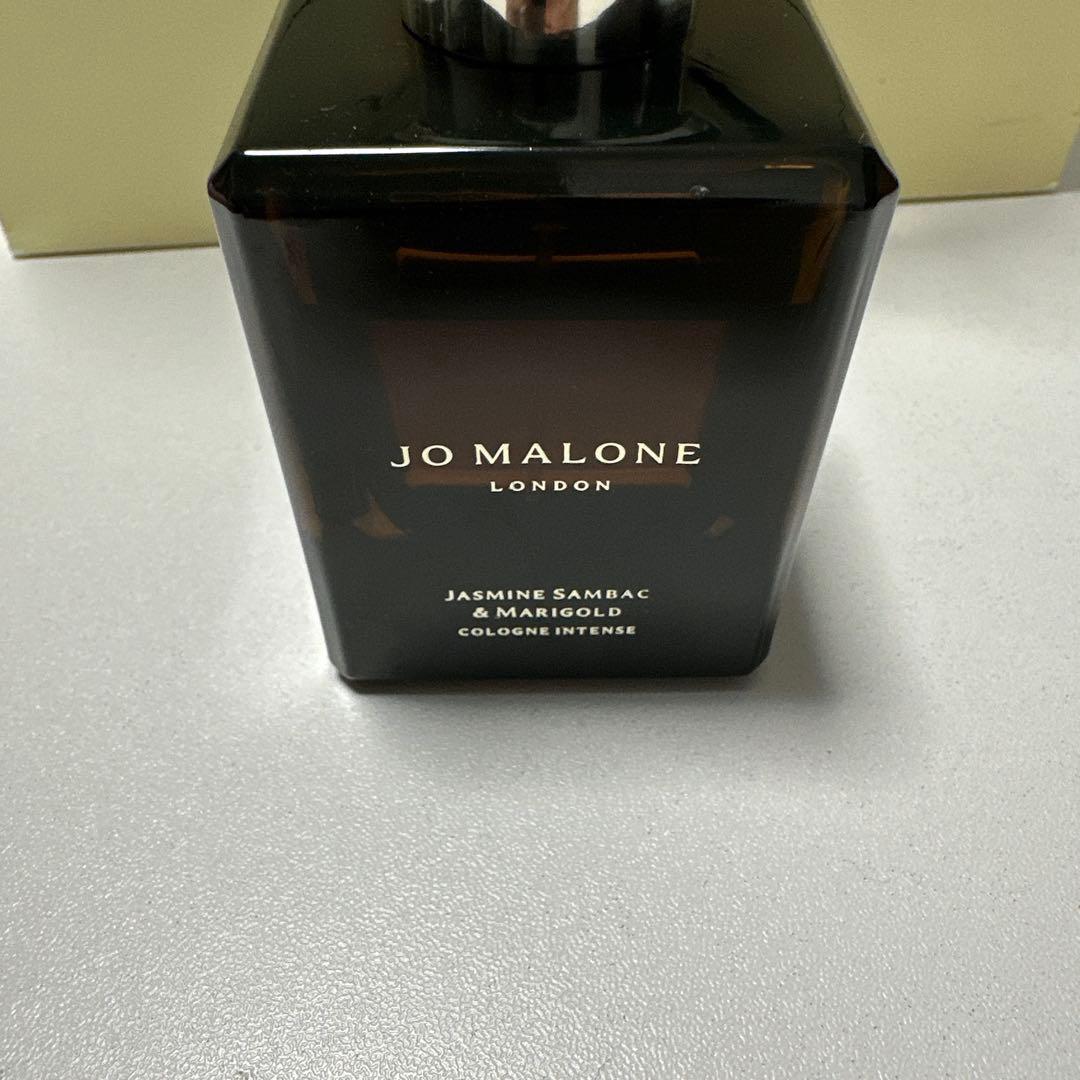 JO MALONE
LONDON
JASMINE SAMBAC
& MARIGOLD
COLOGNE INTENSE